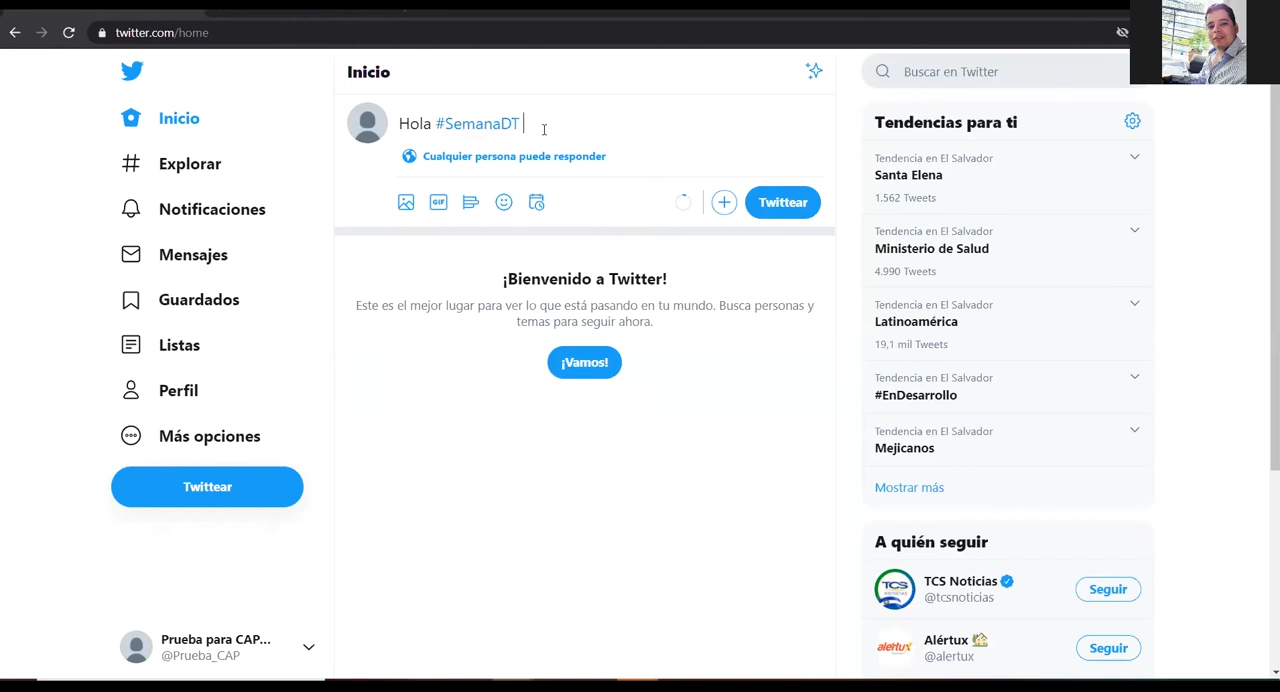 twitter.com/home
Inicio
Buscar en Twitter
Inicio
Explorar
Notificaciones
Mensajes
Guardados
Listas
Perfil
Más opciones
Twittear
Prueba para CAP...
@Prueba_CAP
Hola #SemanaDT
Cualquier persona puede responder
GIF
Twittear
¡Bienvenido a Twitter!
Este es el mejor lugar para ver lo que está pasando en tu mundo. Busca personas y
temas para seguir ahora.
¡Vamos!
Tendencias para ti
Tendencia en El Salvador
Santa Elena
1.562 Tweets
Tendencia en El Salvador
Ministerio de Salud
4.990 Tweets
Tendencia en El Salvador
Latinoamérica
19,1 mil Tweets
Tendencia en El Salvador
#EnDesarrollo
Tendencia en El Salvador
Mejicanos
Mostrar más
A quién seguir
TCS
NOTICIAS
TCS Noticias
@tcsnoticias
Seguir
alertux
Alértux
@alertux
Seguir